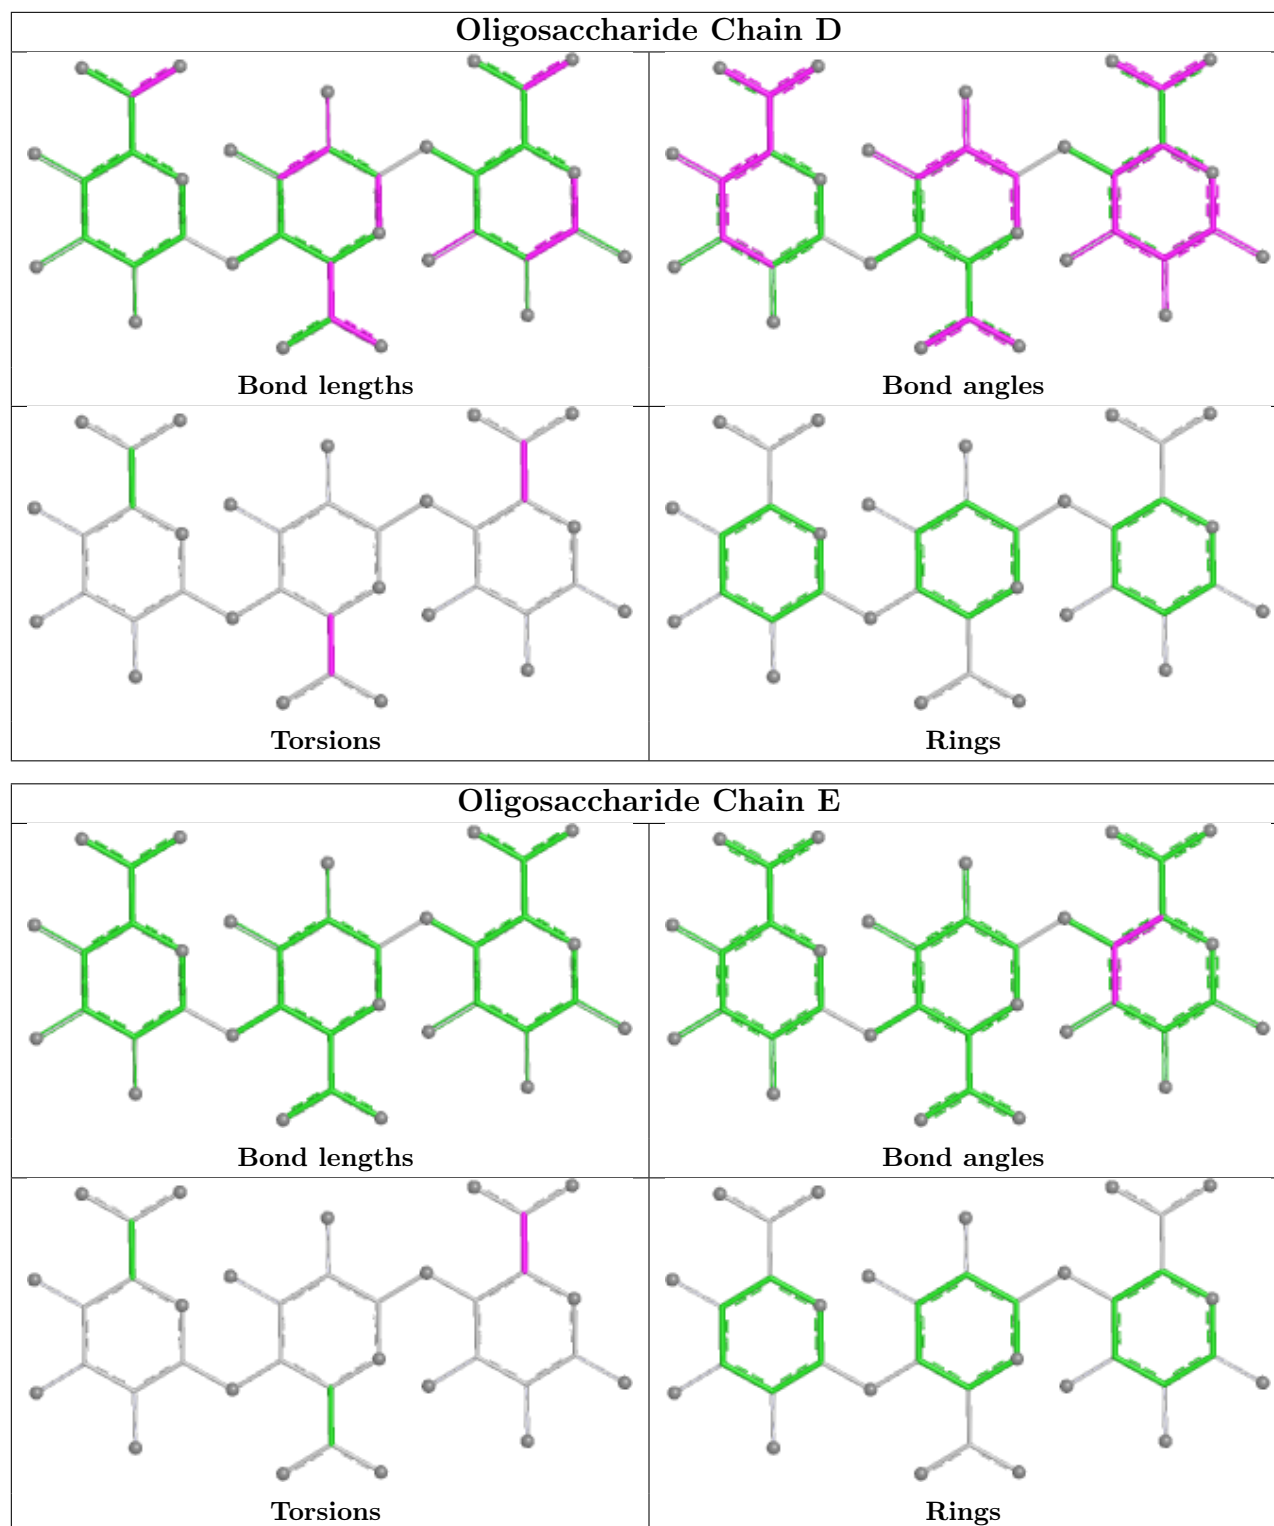 Oligosaccharide Chain D
Bond lengths
Bond angles
Torsions
Rings
Oligosaccharide Chain E
Bond lengths
Bond angles
Torsions
Rings